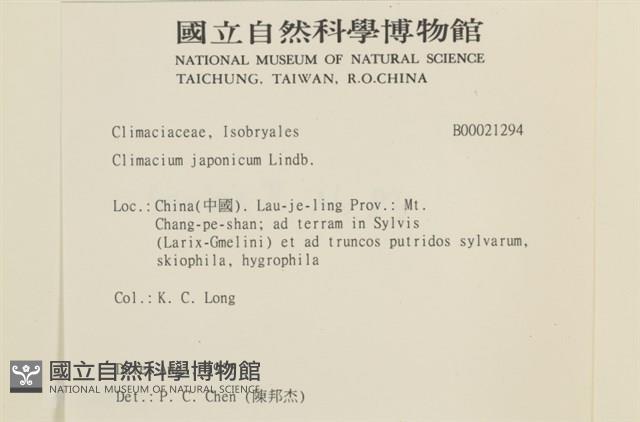 國立自然科學博物館
NATIONAL MUSEUM OF NATURAL SCIENCE
TAICHUNG, TAIWAN, R.O.CHINA
Climaciaceae, Isobryales B00021294
Climacium japonicum Lindb.
Loc.: China(中國). Lau-je-ling Prov.: Mt.
Chang-pe-shan; ad terram in Sylvis
(Larix-Gmelini) et ad truncos putridos sylvarum,
skiophila, hygrophila
Col.: K. C. Long
國立自然科學博物館
NATIONAL MUSEUM OF NATURAL SCIENCE
Det.: P. C. Chen (陳邦杰)